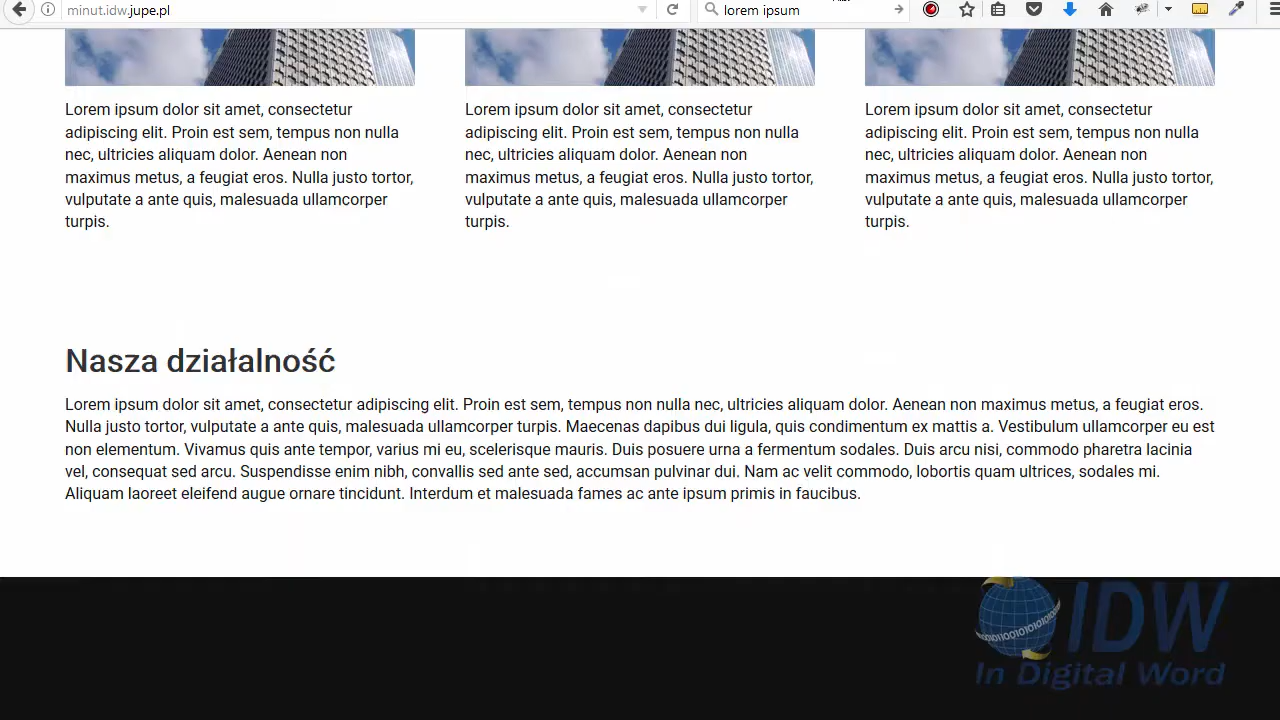 minut.idw.jupe.pl
lorem ipsum
Lorem ipsum dolor sit amet, consectetur
adipiscing elit. Proin est sem, tempus non nulla
nec, ultricies aliquam dolor. Aenean non
maximus metus, a feugiat eros. Nulla justo tortor,
vulputate a ante quis, malesuada ullamcorper
turpis.
Lorem ipsum dolor sit amet, consectetur
adipiscing elit. Proin est sem, tempus non nulla
nec, ultricies aliquam dolor. Aenean non
maximus metus, a feugiat eros. Nulla justo tortor,
vulputate a ante quis, malesuada ullamcorper
turpis.
Lorem ipsum dolor sit amet, consectetur
adipiscing elit. Proin est sem, tempus non nulla
nec, ultricies aliquam dolor. Aenean non
maximus metus, a feugiat eros. Nulla justo tortor,
vulputate a ante quis, malesuada ullamcorper
turpis.
Nasza działalność
Lorem ipsum dolor sit amet, consectetur adipiscing elit. Proin est sem, tempus non nulla nec, ultricies aliquam dolor. Aenean non maximus metus, a feugiat eros.
Nulla justo tortor, vulputate a ante quis, malesuada ullamcorper turpis. Maecenas dapibus dui ligula, quis condimentum ex mattis a. Vestibulum ullamcorper eu est
non elementum. Vivamus quis ante tempor, varius mi eu, scelerisque mauris. Duis posuere urna a fermentum sodales. Duis arcu nisi, commodo pharetra lacinia
vel, consequat sed arcu. Suspendisse enim nibh, convallis sed ante sed, accumsan pulvinar dui. Nam ac velit commodo, lobortis quam ultrices, sodales mi.
Aliquam laoreet eleifend augue ornare tincidunt. Interdum et malesuada fames ac ante ipsum primis in faucibus.
IDW
In Digital Word